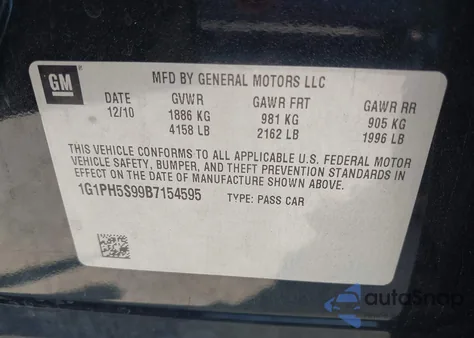 GM
MFD BY GENERAL MOTORS LLC
DATE GVWR GAWR FRT GAWR RR
12/10 1886 KG 981 KG 905 KG
4158 LB 2162 LB 1996 LB
THIS VEHICLE CONFORMS TO ALL APPLICABLE U.S. FEDERAL MOTOR
VEHICLE SAFETY, BUMPER, AND THEFT PREVENTION STANDARDS IN
EFFECT ON THE DATE OF MANUFACTURE SHOWN ABOVE.
1G1PH5S99B7154595 TYPE: PASS CAR
autoSnap